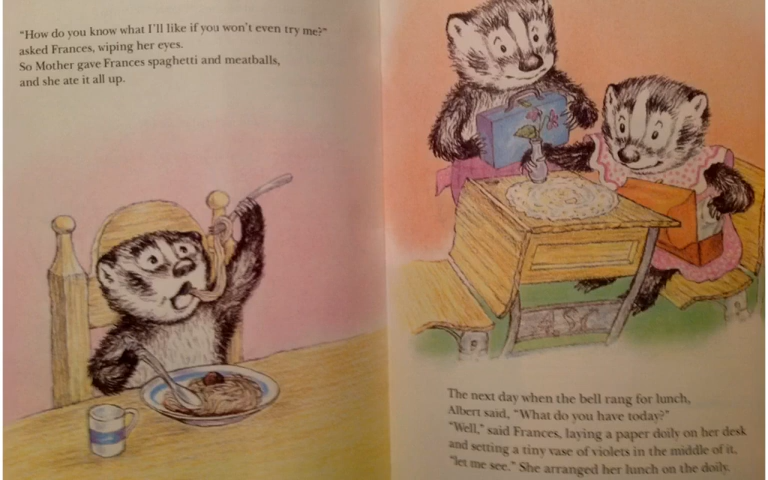 "How do you know what I'll like if you won't even try me?"
asked Frances, wiping her eyes.
So Mother gave Frances spaghetti and meatballs,
and she ate it all up.
ASC
The next day when the bell rang for lunch,
Albert said, "What do you have today?"
"Well," said Frances, laying a paper doily on her desk
and setting a tiny vase of violets in the middle of it,
"let me see." She arranged her lunch on the doily.